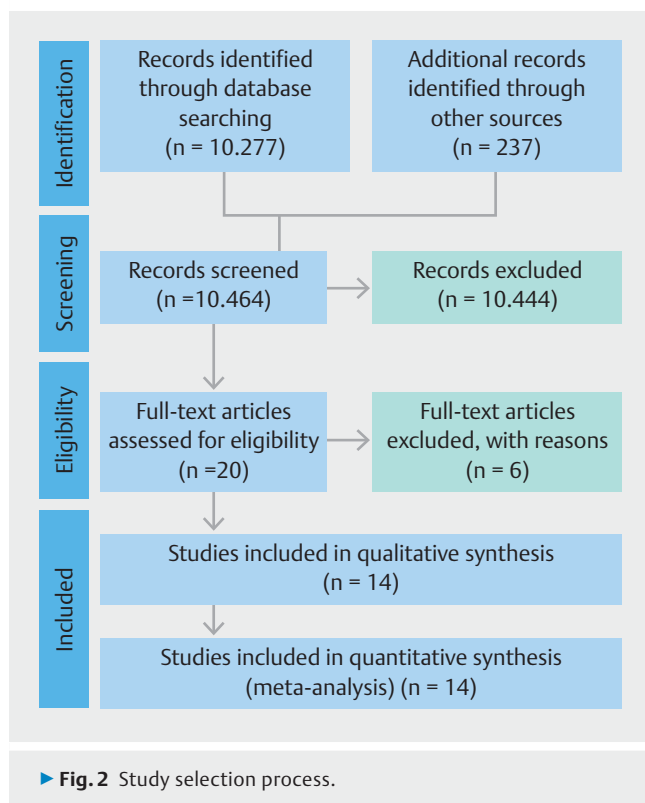 Identification
Records identified
through database
searching
(n = 10.277)
Additional records
identified through
other sources
(n = 237)
Screening
Records screened
(n =10.464)
Records excluded
(n = 10.444)
Eligibility
Full-text articles
assessed for eligibility
(n =20)
Full-text articles
excluded, with reasons
(n = 6)
Included
Studies included in qualitative synthesis
(n = 14)
Studies included in quantitative synthesis
(meta-analysis) (n = 14)
▶ Fig. 2 Study selection process.